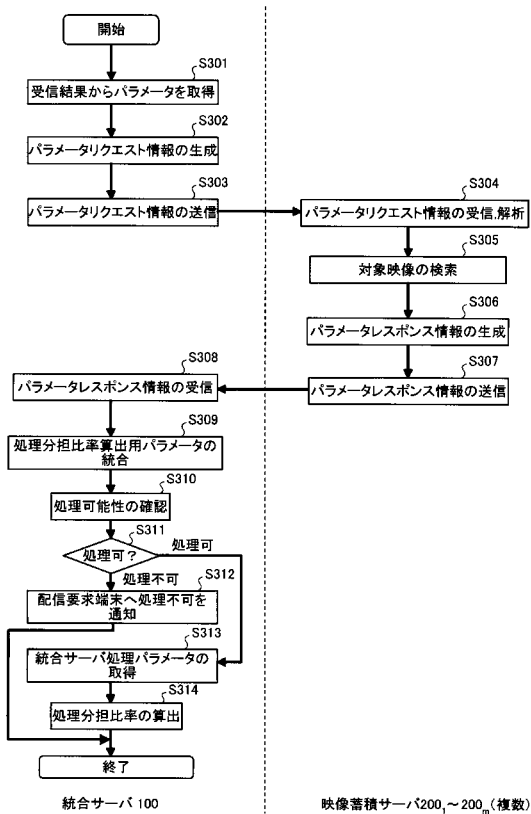 開始
S301
受信結果からパラメータを取得
S302
パラメータリクエスト情報の生成
S303
パラメータリクエスト情報の送信
S304
パラメータリクエスト情報の受信,解析
S305
対象映像の検索
S306
パラメータレスポンス情報の生成
S307
パラメータレスポンス情報の送信
S308
パラメータレスポンス情報の受信
S309
処理分担比率算出用パラメータの
統合
S310
処理可能性の確認
S311
処理可?
処理可
処理不可
S312
配信要求端末へ処理不可を
通知
S313
統合サーバ処理パラメータの
取得
S314
処理分担比率の算出
終了
統合サーバ 100
映像蓄積サーバ200₁～200ₘ(複数)